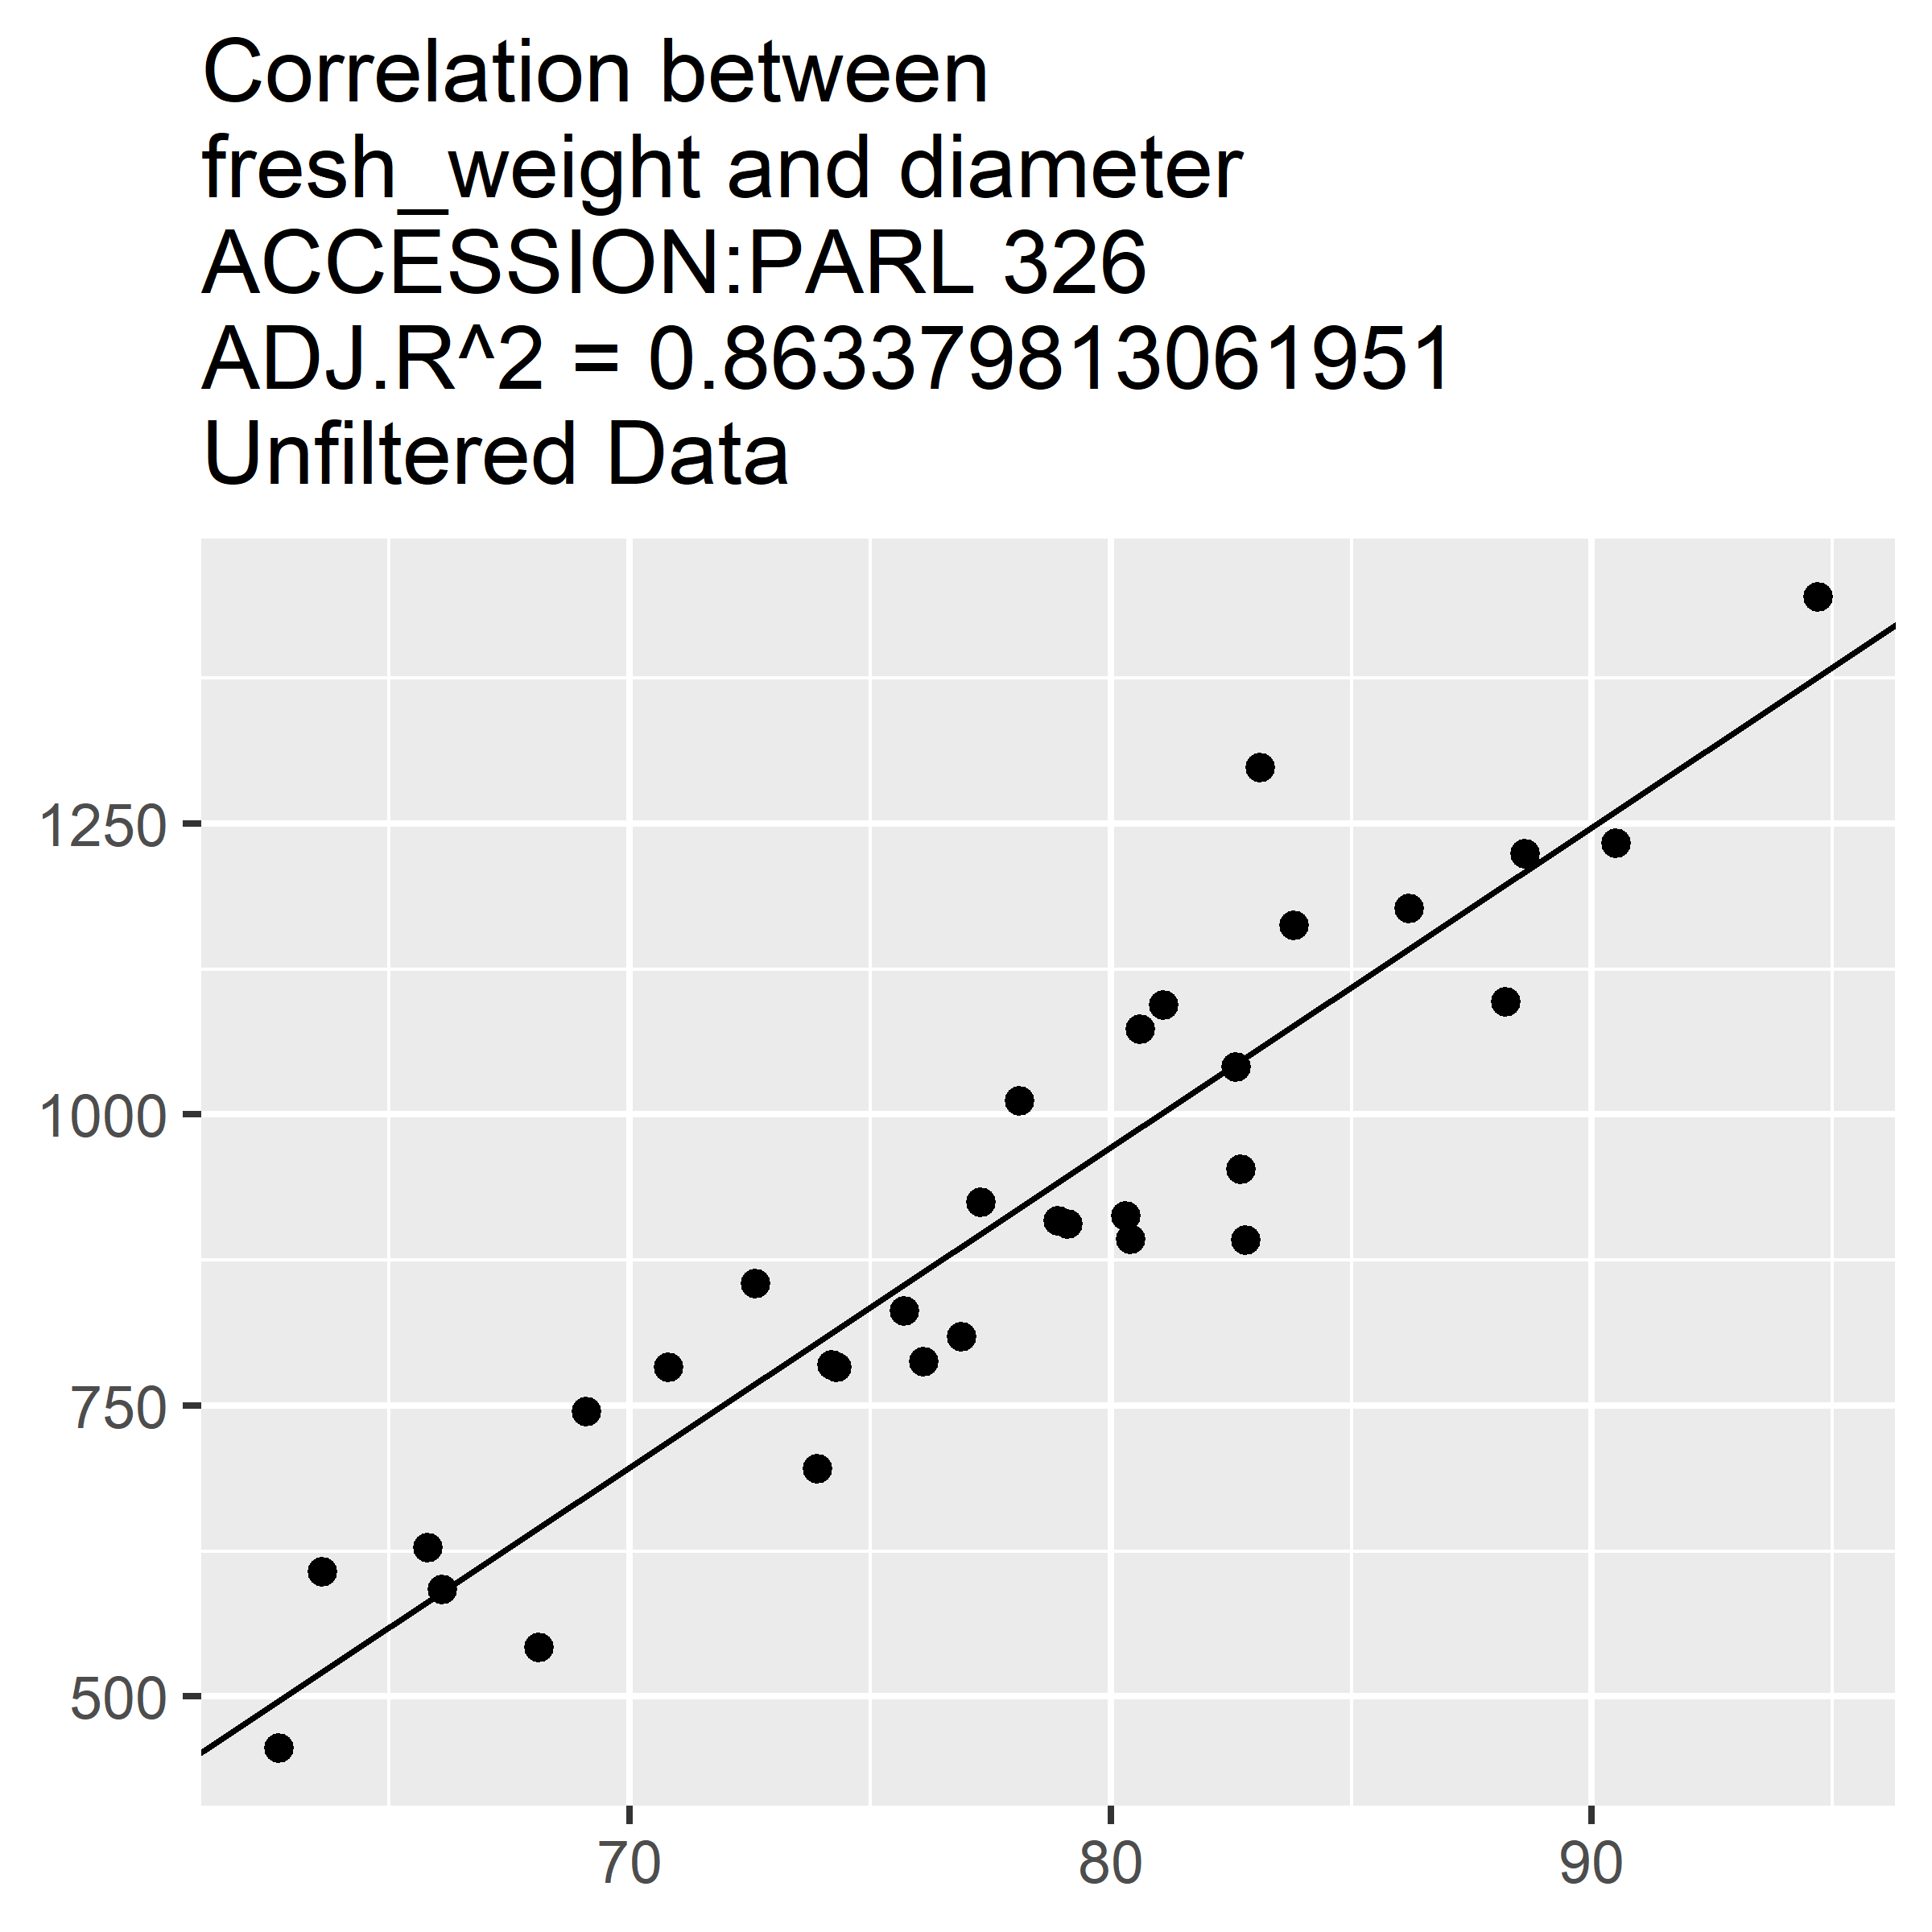 Correlation between
fresh_weight and diameter
ACCESSION:PARL 326
ADJ.R^2 = 0.863379813061951
Unfiltered Data
1250
1000
750
500
70 80 90